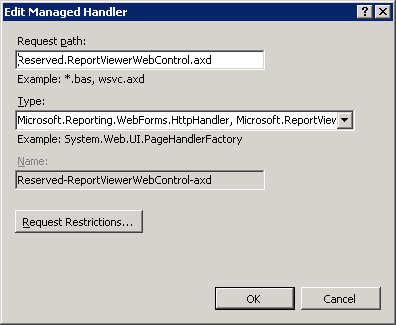 Edit Managed Handler
Request path:
Reserved.ReportViewerWebControl.axd
Example: *.bas, wsvc.axd
Type:
Microsoft.Reporting.WebForms.HttpHandler, Microsoft.ReportView
Example: System.Web.UI.PageHandlerFactory
Name:
Reserved-ReportViewerWebControl-axd
Request Restrictions...
OK Cancel